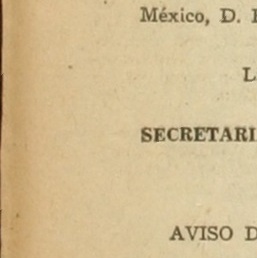 México, D.
L
SECRETARI
AVISO D